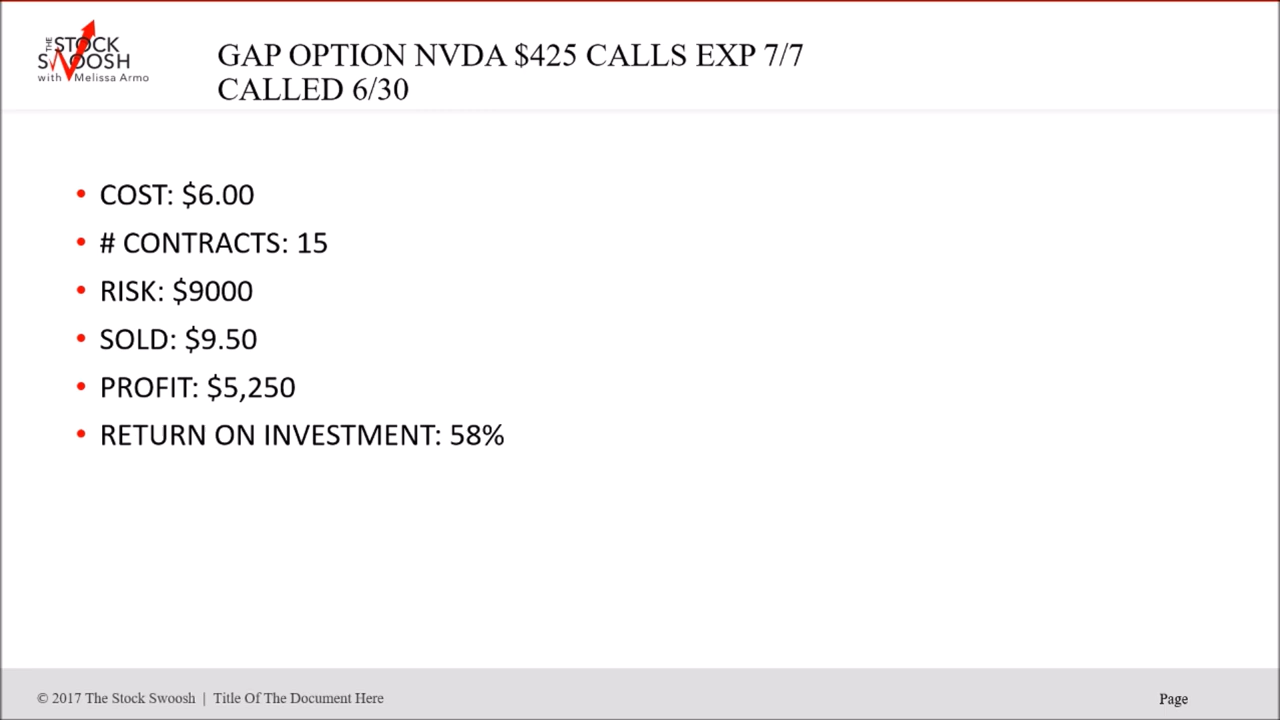 THE STOCK
SWOOSH
with Melissa Armo
GAP OPTION NVDA $425 CALLS EXP 7/7
CALLED 6/30
• COST: $6.00
• # CONTRACTS: 15
• RISK: $9000
• SOLD: $9.50
• PROFIT: $5,250
• RETURN ON INVESTMENT: 58%
© 2017 The Stock Swoosh | Title Of The Document Here
Page